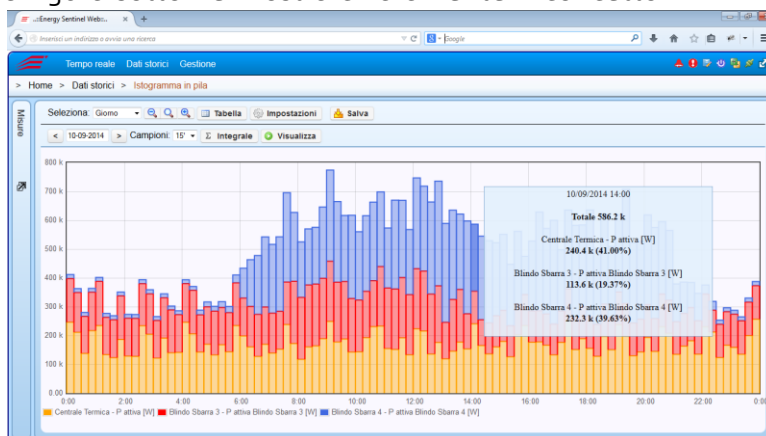 ..:Energy Sentinel Web:..
Inserisci un indirizzo o avvia una ricerca
Google
Tempo reale Dati storici Gestione
> Home > Dati storici > Istogramma in pila
Misure
Seleziona: Giorno Tabella Impostazioni Salva
< 10-09-2014 > Campioni: 15' Σ Integrale Visualizza
800 k
700 k
600 k
500 k
400 k
300 k
200 k
100 k
0.00
10/09/2014 14:00
Totale 586.2 k
Centrale Termica - P attiva [W]
240.4 k (41.00%)
Blindo Sbarra 3 - P attiva Blindo Sbarra 3 [W]
113.6 k (19.37%)
Blindo Sbarra 4 - P attiva Blindo Sbarra 4 [W]
232.3 k (39.63%)
0:00 2:00 4:00 6:00 8:00 10:00 12:00 14:00 16:00 18:00 20:00 22:00 0:0
Centrale Termica - P attiva [W] Blindo Sbarra 3 - P attiva Blindo Sbarra 3 [W] Blindo Sbarra 4 - P attiva Blindo Sbarra 4 [W]